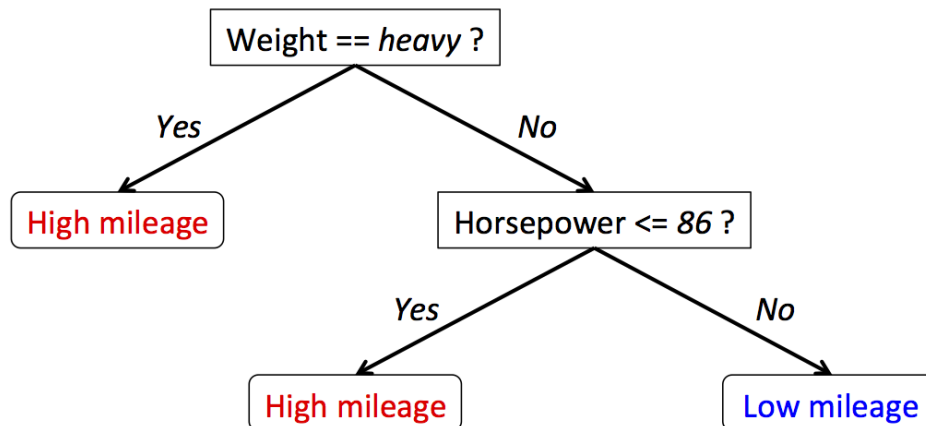 Weight == heavy ?
Yes
No
High mileage
Horsepower <= 86 ?
Yes
No
High mileage
Low mileage